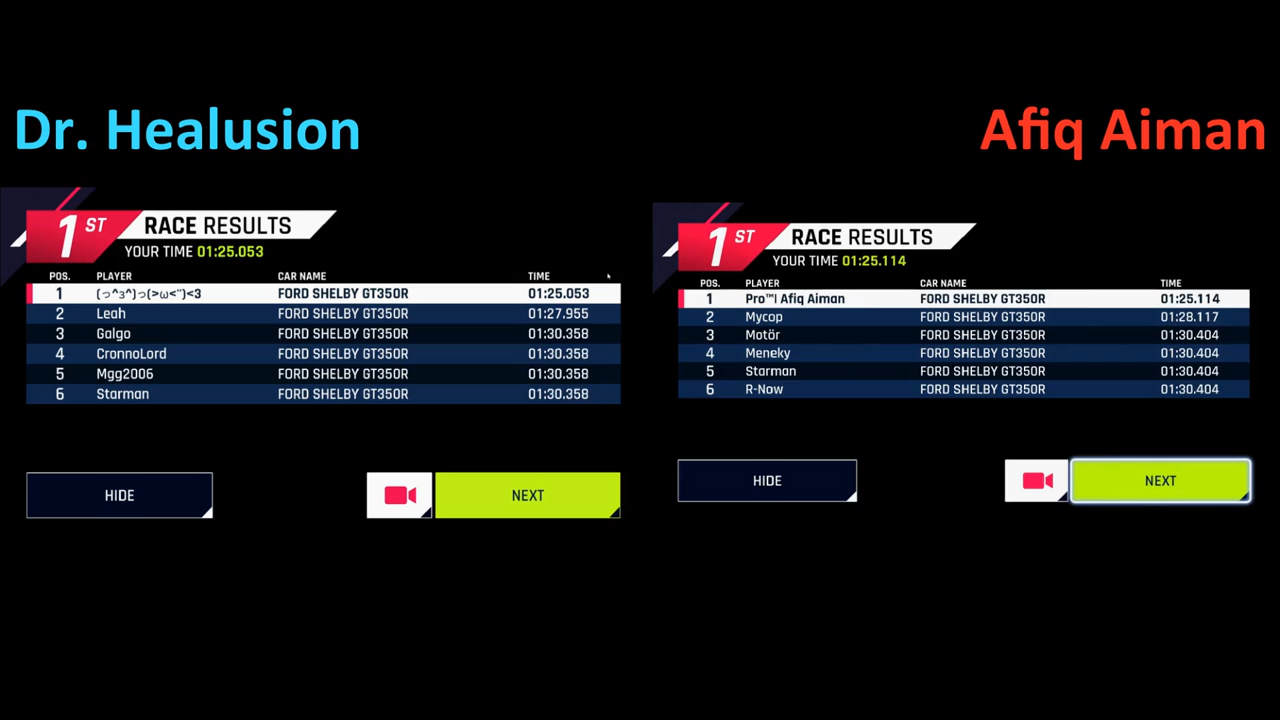 Dr. Healusion
Afiq Aiman
1ST RACE RESULTS
YOUR TIME 01:25.053
POS. PLAYER CAR NAME TIME
1 (っ^з^)っ(>ω<¨)<3 FORD SHELBY GT350R 01:25.053
2 Leah FORD SHELBY GT350R 01:27.955
3 Galgo FORD SHELBY GT350R 01:30.358
4 CronnoLord FORD SHELBY GT350R 01:30.358
5 Mgg2006 FORD SHELBY GT350R 01:30.358
6 Starman FORD SHELBY GT350R 01:30.358
HIDE NEXT
1ST RACE RESULTS
YOUR TIME 01:25.114
POS. PLAYER CAR NAME TIME
1 Pro™| Afiq Aiman FORD SHELBY GT350R 01:25.114
2 Mycop FORD SHELBY GT350R 01:28.117
3 Motör FORD SHELBY GT350R 01:30.404
4 Meneky FORD SHELBY GT350R 01:30.404
5 Starman FORD SHELBY GT350R 01:30.404
6 R-Now FORD SHELBY GT350R 01:30.404
HIDE NEXT